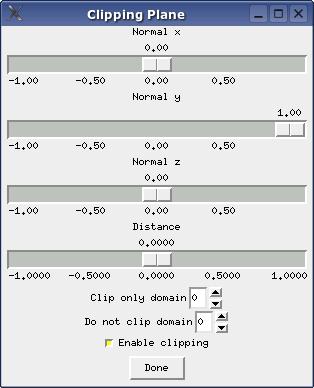 Clipping Plane
Normal x
0.00
-1.00 -0.50 0.00 0.50
Normal y
1.00
-1.00 -0.50 0.00 0.50
Normal z
0.00
-1.00 -0.50 0.00 0.50
Distance
0.0000
-1.0000 -0.5000 0.0000 0.5000 1.0000
Clip only domain 0
Do not clip domain 0
Enable clipping
Done